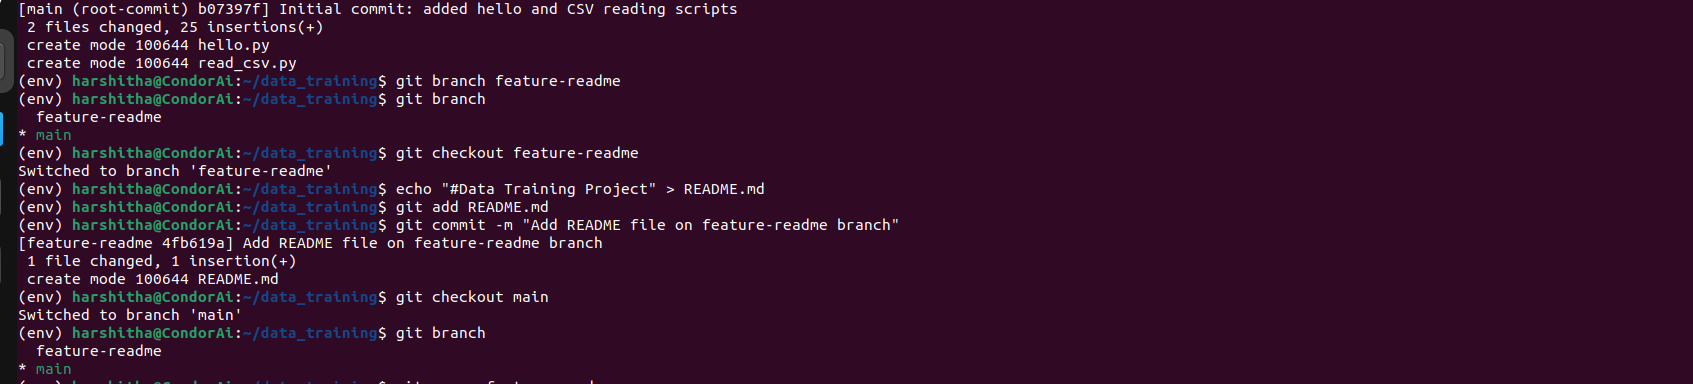 [main (root-commit) b07397f] Initial commit: added hello and CSV reading scripts
 2 files changed, 25 insertions(+)
 create mode 100644 hello.py
 create mode 100644 read_csv.py
(env) harshitha@CondorAi:~/data_training$ git branch feature-readme
(env) harshitha@CondorAi:~/data_training$ git branch
  feature-readme
* main
(env) harshitha@CondorAi:~/data_training$ git checkout feature-readme
Switched to branch 'feature-readme'
(env) harshitha@CondorAi:~/data_training$ echo "#Data Training Project" > README.md
(env) harshitha@CondorAi:~/data_training$ git add README.md
(env) harshitha@CondorAi:~/data_training$ git commit -m "Add README file on feature-readme branch"
[feature-readme 4fb619a] Add README file on feature-readme branch
 1 file changed, 1 insertion(+)
 create mode 100644 README.md
(env) harshitha@CondorAi:~/data_training$ git checkout main
Switched to branch 'main'
(env) harshitha@CondorAi:~/data_training$ git branch
  feature-readme
* main